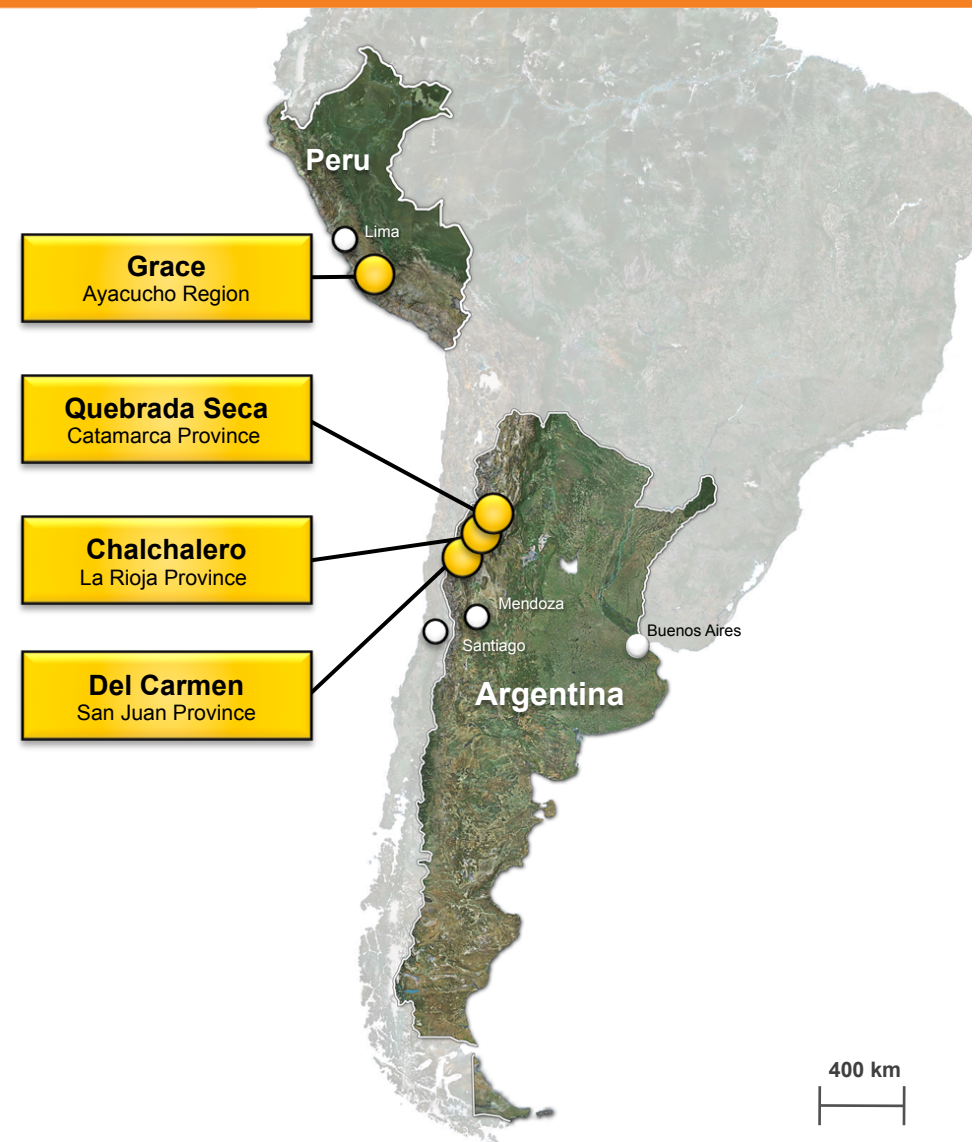 Peru
Lima
Grace
Ayacucho Region
Quebrada Seca
Catamarca Province
Chalchalero
La Rioja Province
Mendoza
Buenos Aires
Santiago
Del Carmen
San Juan Province
Argentina
400 km